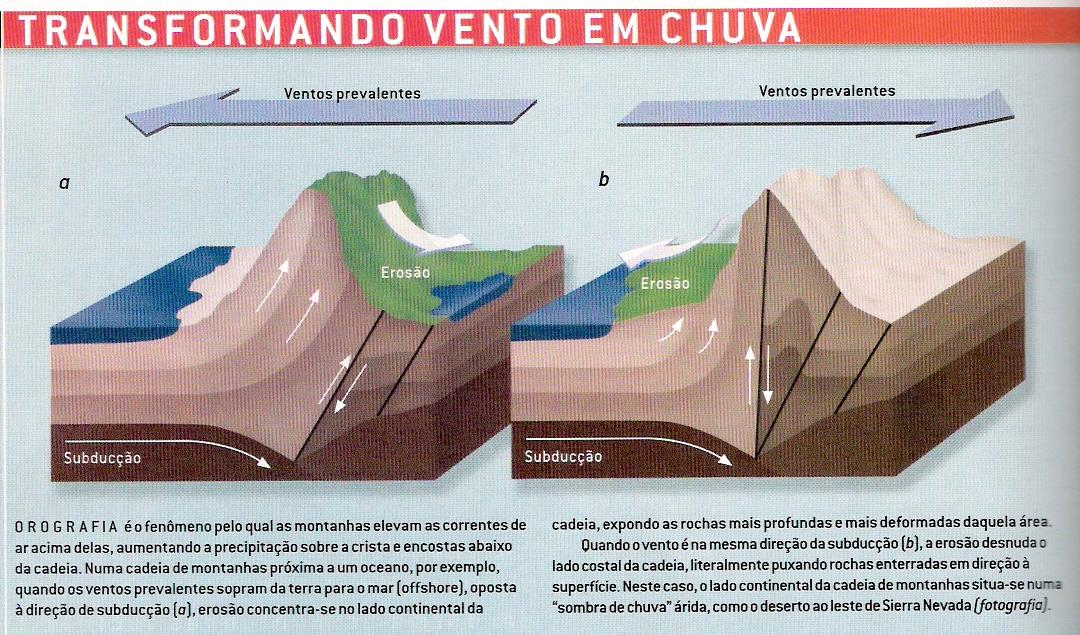 TRANSFORMANDO VENTO EM CHUVA
Ventos prevalentes
Ventos prevalentes
a
b
Erosão
Erosão
Subducção
Subducção
OROGRAFIA é o fenômeno pelo qual as montanhas elevam as correntes de
ar acima delas, aumentando a precipitação sobre a crista e encostas abaixo
da cadeia. Numa cadeia de montanhas próxima a um oceano, por exemplo,
quando os ventos prevalentes sopram da terra para o mar (offshore), oposta
à direção de subducção (a), erosão concentra-se no lado continental da
cadeia, expondo as rochas mais profundas e mais deformadas daquela área.
Quando o vento é na mesma direção da subducção (b), a erosão desnuda o
lado costal da cadeia, literalmente puxando rochas enterradas em direção à
superfície. Neste caso, o lado continental da cadeia de montanhas situa-se numa
“sombra de chuva” árida, como o deserto ao leste de Sierra Nevada (fotografia).